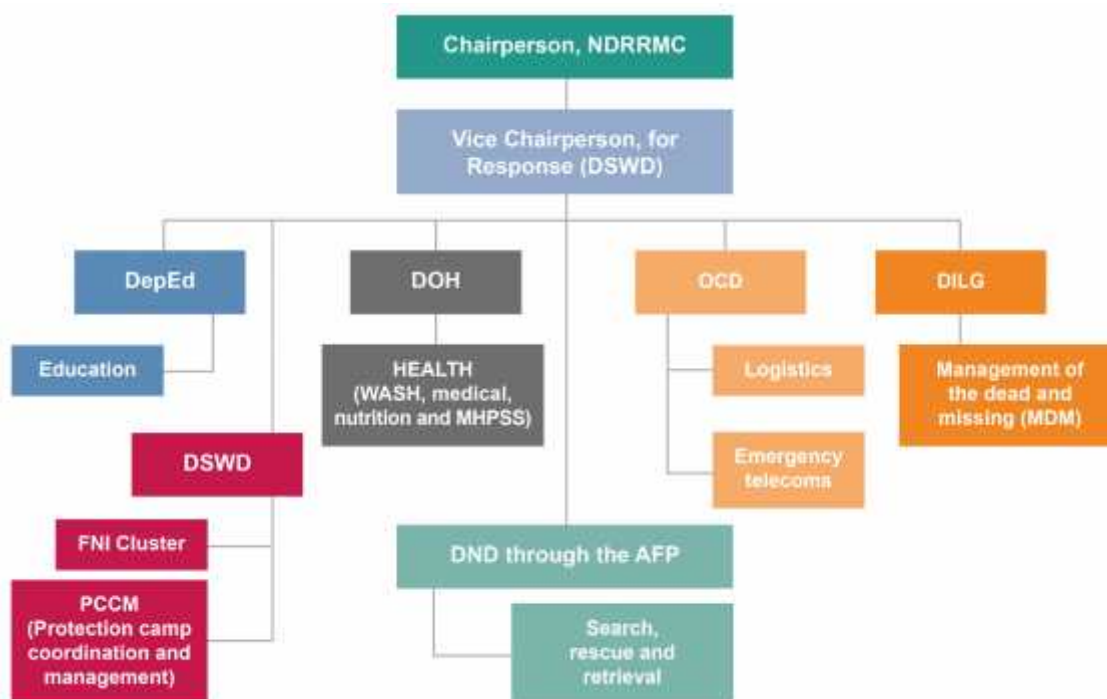 Chairperson, NDRRMC
Vice Chairperson, for
Response (DSWD)
DepEd
DOH
OCD
DILG
Education
HEALTH
(WASH, medical,
nutrition and MHPSS)
Logistics
Management of
the dead and
missing (MDM)
DSWD
Emergency
telecoms
FNI Cluster
DND through the AFP
PCCM
(Protection camp
coordination and
management)
Search,
rescue and
retrieval